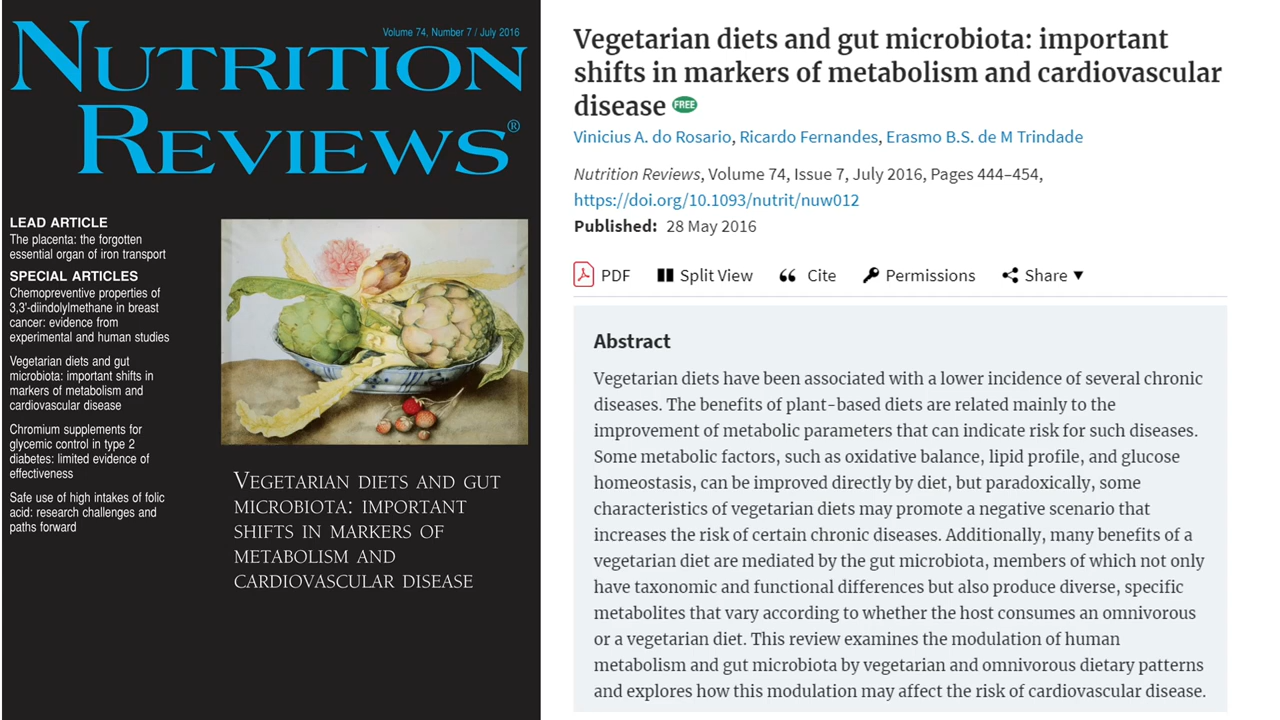 Volume 74, Number 7 / July 2016
NUTRITION
REVIEWS®
LEAD ARTICLE
The placenta: the forgotten
essential organ of iron transport
SPECIAL ARTICLES
Chemopreventive properties of
3,3'-diindolylmethane in breast
cancer: evidence from
experimental and human studies
Vegetarian diets and gut
microbiota: important shifts in
markers of metabolism and
cardiovascular disease
Chromium supplements for
glycemic control in type 2
diabetes: limited evidence of
effectiveness
Safe use of high intakes of folic
acid: research challenges and
paths forward
VEGETARIAN DIETS AND GUT
MICROBIOTA: IMPORTANT
SHIFTS IN MARKERS OF
METABOLISM AND
CARDIOVASCULAR DISEASE
Vegetarian diets and gut microbiota: important
shifts in markers of metabolism and cardiovascular
disease FREE
Vinicius A. do Rosario, Ricardo Fernandes, Erasmo B.S. de M Trindade
Nutrition Reviews, Volume 74, Issue 7, July 2016, Pages 444–454,
https://doi.org/10.1093/nutrit/nuw012
Published: 28 May 2016
PDF Split View Cite Permissions Share
Abstract
Vegetarian diets have been associated with a lower incidence of several chronic
diseases. The benefits of plant-based diets are related mainly to the
improvement of metabolic parameters that can indicate risk for such diseases.
Some metabolic factors, such as oxidative balance, lipid profile, and glucose
homeostasis, can be improved directly by diet, but paradoxically, some
characteristics of vegetarian diets may promote a negative scenario that
increases the risk of certain chronic diseases. Additionally, many benefits of a
vegetarian diet are mediated by the gut microbiota, members of which not only
have taxonomic and functional differences but also produce diverse, specific
metabolites that vary according to whether the host consumes an omnivorous
or a vegetarian diet. This review examines the modulation of human
metabolism and gut microbiota by vegetarian and omnivorous dietary patterns
and explores how this modulation may affect the risk of cardiovascular disease.